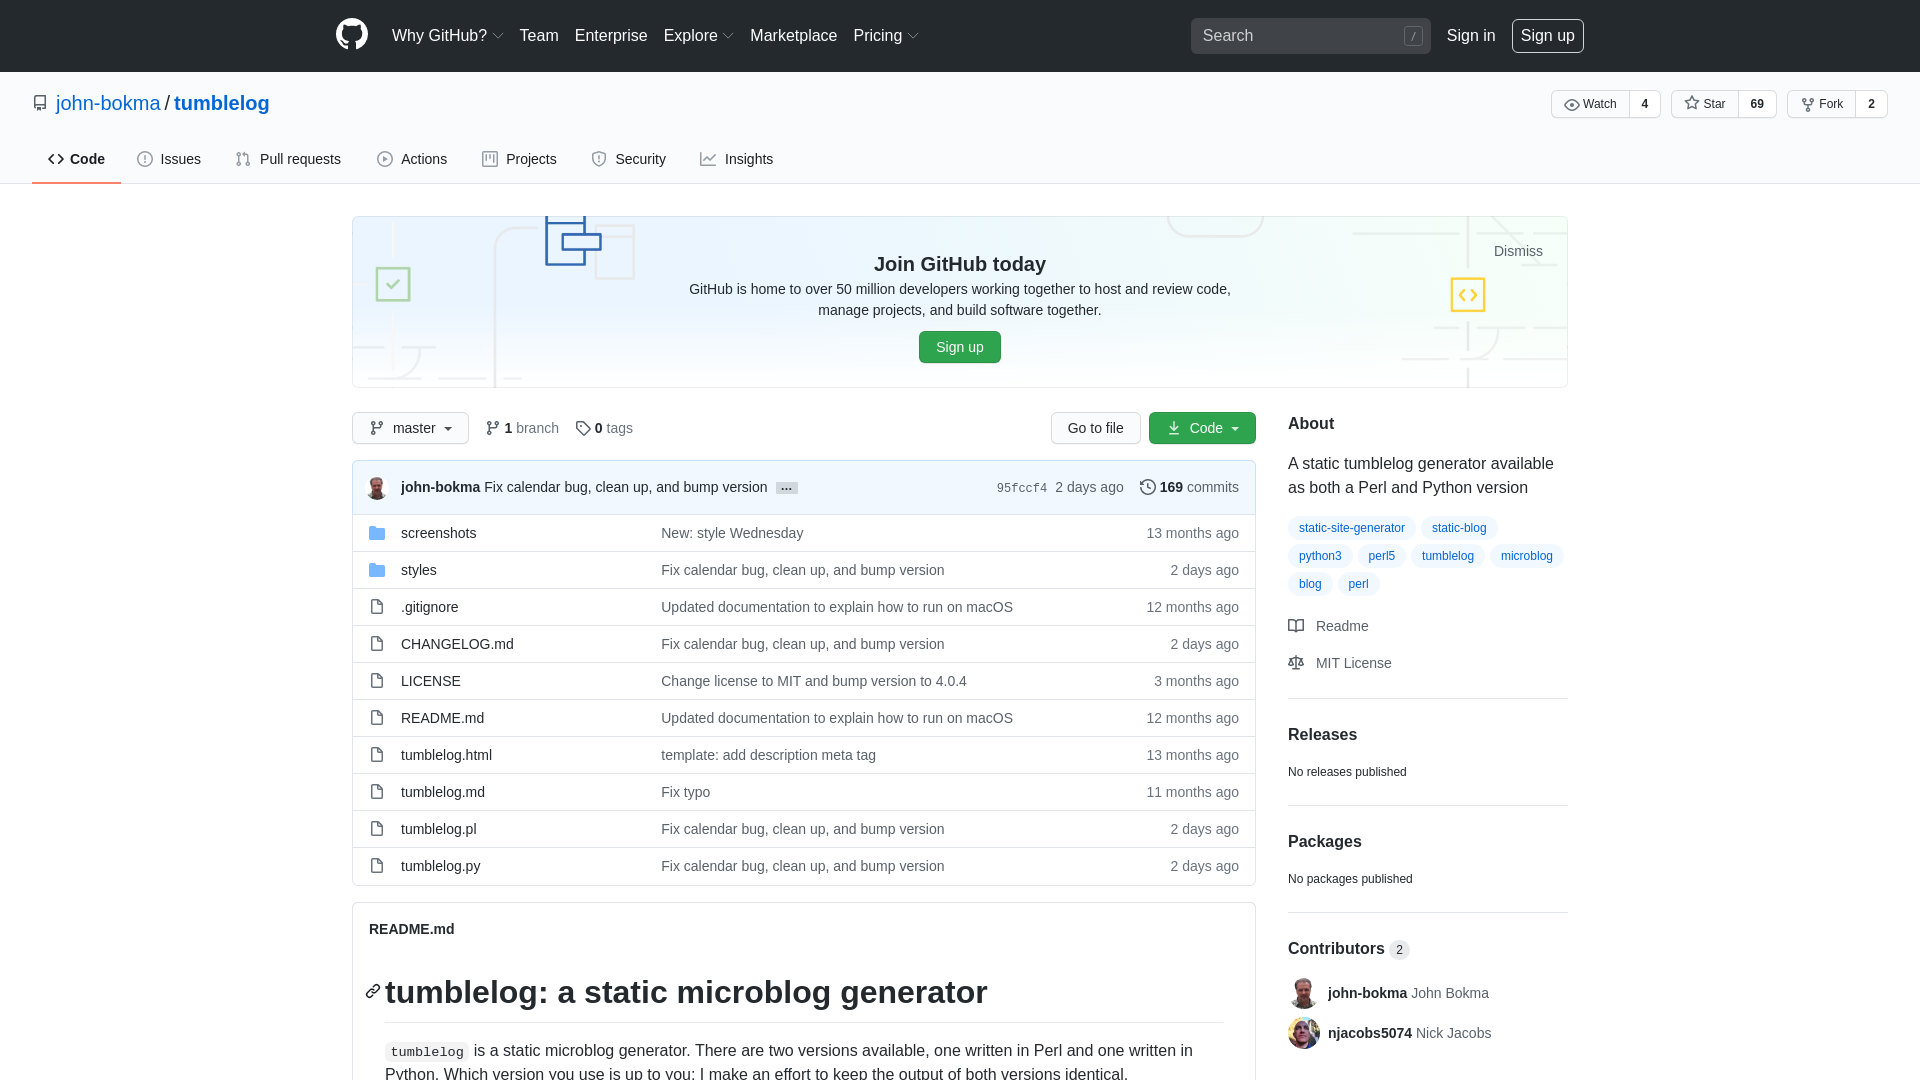 Why GitHub? Team Enterprise Explore Marketplace Pricing Search / Sign in Sign up
john-bokma / tumblelog Watch 4 Star 69 Fork 2
Code Issues Pull requests Actions Projects Security Insights
Dismiss
Join GitHub today
GitHub is home to over 50 million developers working together to host and review code,
manage projects, and build software together.
Sign up
master 1 branch 0 tags Go to file Code
john-bokma Fix calendar bug, clean up, and bump version … 95fccf4 2 days ago 169 commits
screenshots New: style Wednesday 13 months ago
styles Fix calendar bug, clean up, and bump version 2 days ago
.gitignore Updated documentation to explain how to run on macOS 12 months ago
CHANGELOG.md Fix calendar bug, clean up, and bump version 2 days ago
LICENSE Change license to MIT and bump version to 4.0.4 3 months ago
README.md Updated documentation to explain how to run on macOS 12 months ago
tumblelog.html template: add description meta tag 13 months ago
tumblelog.md Fix typo 11 months ago
tumblelog.pl Fix calendar bug, clean up, and bump version 2 days ago
tumblelog.py Fix calendar bug, clean up, and bump version 2 days ago
README.md
tumblelog: a static microblog generator
tumblelog is a static microblog generator. There are two versions available, one written in Perl and one written in
Python. Which version you use is up to you; I make an effort to keep the output of both versions identical.
About
A static tumblelog generator available
as both a Perl and Python version
static-site-generator static-blog
python3 perl5 tumblelog microblog
blog perl
Readme
MIT License
Releases
No releases published
Packages
No packages published
Contributors 2
john-bokma John Bokma
njacobs5074 Nick Jacobs